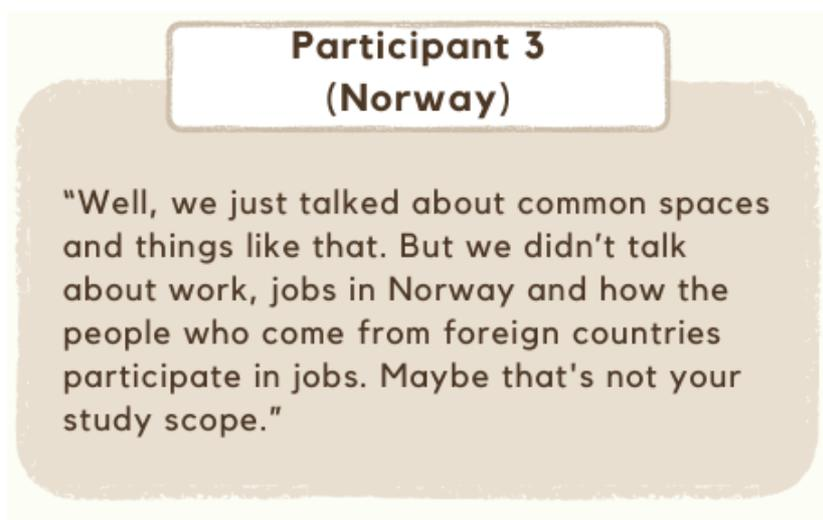 Participant 3
(Norway)
“Well, we just talked about common spaces
and things like that. But we didn’t talk
about work, jobs in Norway and how the
people who come from foreign countries
participate in jobs. Maybe that's not your
study scope.”